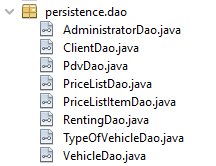 persistence.dao
AdministratorDao.java
ClientDao.java
PdvDao.java
PriceListDao.java
PriceListItemDao.java
RentingDao.java
TypeOfVehicleDao.java
VehicleDao.java